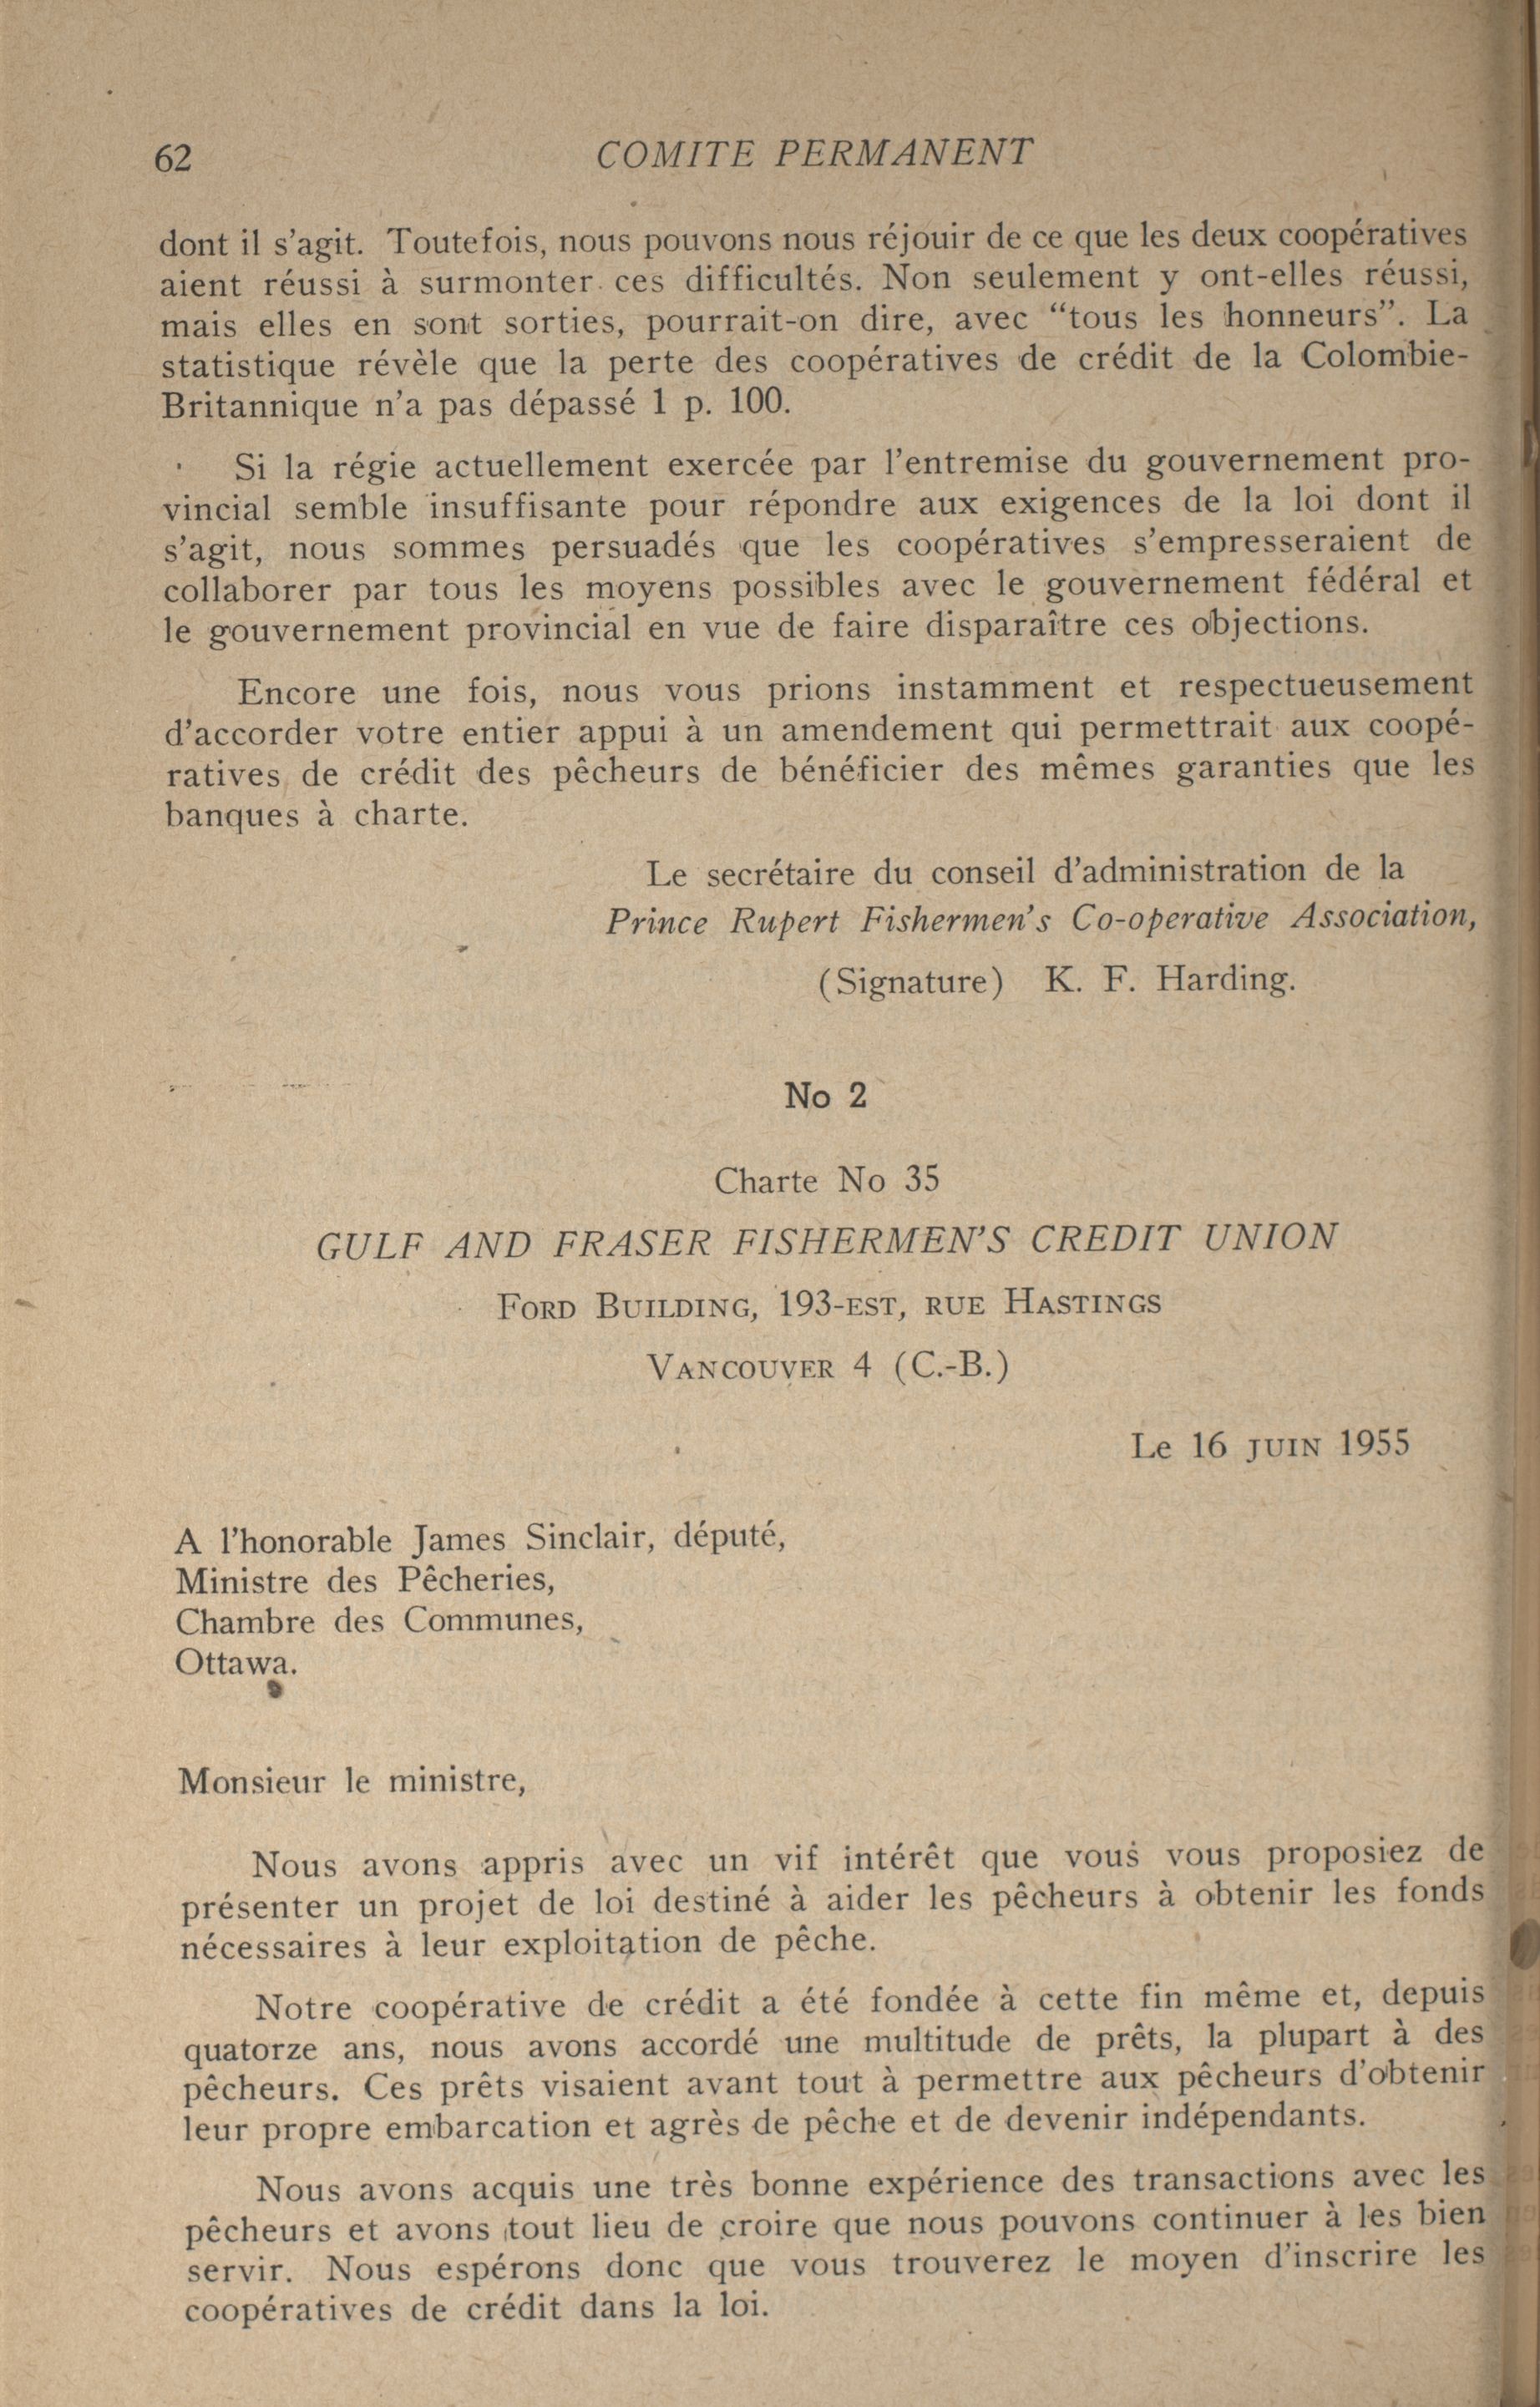 62
COMITE PERMANENT
dont il s'agit. Toutefois, nous pouvons nous réjouir de ce que les deux coopératives
aient réussi à surmonter ces difficultés. Non seulement y ont-elles réussi,
mais elles en sont sorties, pourrait-on dire, avec “tous les honneurs”. La
statistique révèle que la perte des coopératives de crédit de la Colombie-
Britannique n'a pas dépassé 1 p. 100.
Si la régie actuellement exercée par l'entremise du gouvernement pro-
vincial semble insuffisante pour répondre aux exigences de la loi dont il
s'agit, nous sommes persuadés que les coopératives s'empresseraient de
collaborer par tous les moyens possibles avec le gouvernement fédéral et
le gouvernement provincial en vue de faire disparaître ces objections.
Encore une fois, nous vous prions instamment et respectueusement
d'accorder votre entier appui à un amendement qui permettrait aux coopé-
ratives de crédit des pêcheurs de bénéficier des mêmes garanties que les
banques à charte.
Le secrétaire du conseil d'administration de la
Prince Rupert Fishermen's Co-operative Association,
(Signature) K. F. Harding.
No 2
Charte No 35
GULF AND FRASER FISHERMEN'S CREDIT UNION
FORD BUILDING, 193-EST, RUE HASTINGS
VANCOUVER 4 (C.-B.)
Le 16 JUIN 1955
A l'honorable James Sinclair, député,
Ministre des Pêcheries,
Chambre des Communes,
Ottawa.
Monsieur le ministre,
Nous avons appris avec un vif intérêt que vous vous proposiez de
présenter un projet de loi destiné à aider les pêcheurs à obtenir les fonds
nécessaires à leur exploitation de pêche.
Notre coopérative de crédit a été fondée à cette fin même et, depuis
quatorze ans, nous avons accordé une multitude de prêts, la plupart à des
pêcheurs. Ces prêts visaient avant tout à permettre aux pêcheurs d'obtenir
leur propre embarcation et agrès de pêche et de devenir indépendants.
Nous avons acquis une très bonne expérience des transactions avec les
pêcheurs et avons tout lieu de croire que nous pouvons continuer à les bien
servir. Nous espérons donc que vous trouverez le moyen d'inscrire les
coopératives de crédit dans la loi.